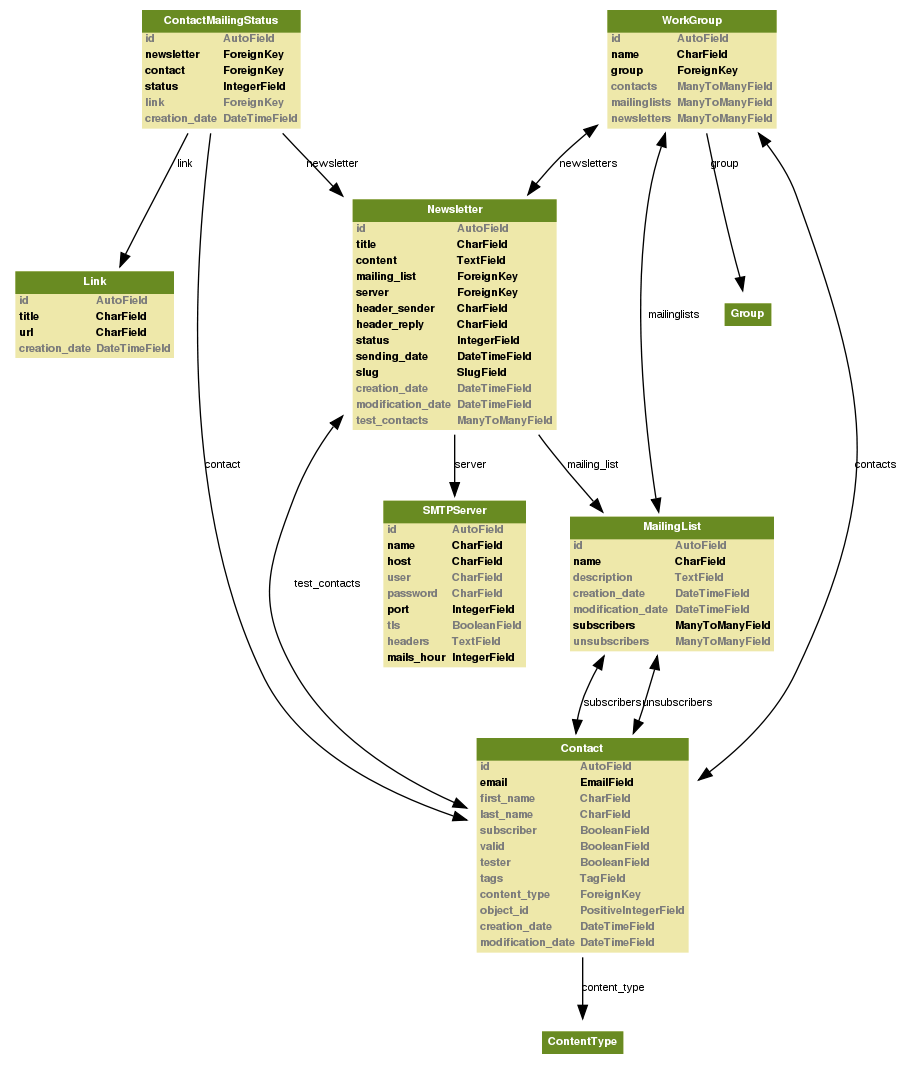 ContactMailingStatus
id AutoField
newsletter ForeignKey
contact ForeignKey
status IntegerField
link ForeignKey
creation_date DateTimeField
WorkGroup
id AutoField
name CharField
group ForeignKey
contacts ManyToManyField
mailinglists ManyToManyField
newsletters ManyToManyField
link
newsletter
newsletters
group
Newsletter
id AutoField
title CharField
content TextField
mailing_list ForeignKey
server ForeignKey
header_sender CharField
header_reply CharField
status IntegerField
sending_date DateTimeField
slug SlugField
creation_date DateTimeField
modification_date DateTimeField
test_contacts ManyToManyField
Link
id AutoField
title CharField
url CharField
creation_date DateTimeField
mailinglists
Group
contact
server
mailing_list
contacts
SMTPServer
id AutoField
name CharField
host CharField
user CharField
password CharField
port IntegerField
tls BooleanField
headers TextField
mails_hour IntegerField
MailingList
id AutoField
name CharField
description TextField
creation_date DateTimeField
modification_date DateTimeField
subscribers ManyToManyField
unsubscribers ManyToManyField
test_contacts
subscribers
unsubscribers
Contact
id AutoField
email EmailField
first_name CharField
last_name CharField
subscriber BooleanField
valid BooleanField
tester BooleanField
tags TagField
content_type ForeignKey
object_id PositiveIntegerField
creation_date DateTimeField
modification_date DateTimeField
content_type
ContentType